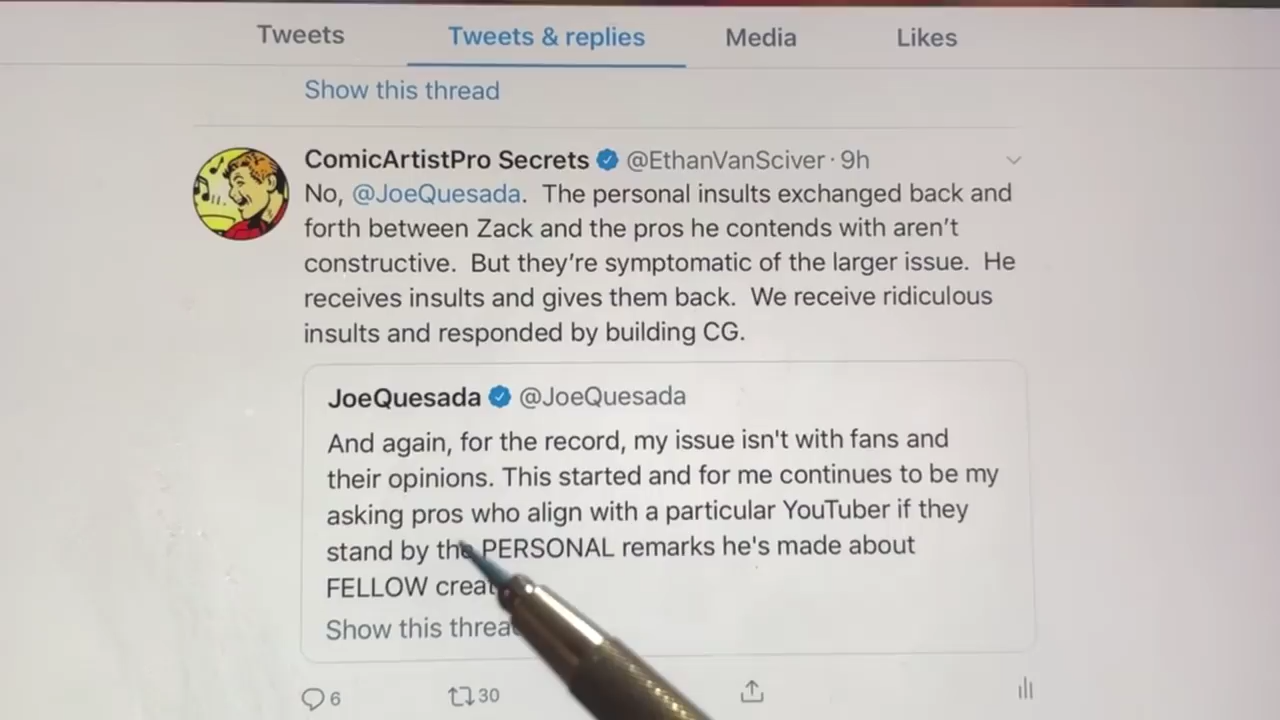 Tweets Tweets & replies Media Likes
Show this thread
ComicArtistPro Secrets @EthanVanSciver · 9h
No, @JoeQuesada. The personal insults exchanged back and
forth between Zack and the pros he contends with aren't
constructive. But they're symptomatic of the larger issue. He
receives insults and gives them back. We receive ridiculous
insults and responded by building CG.
JoeQuesada @JoeQuesada
And again, for the record, my issue isn't with fans and
their opinions. This started and for me continues to be my
asking pros who align with a particular YouTuber if they
stand by the PERSONAL remarks he's made about
FELLOW
Show this
6 30